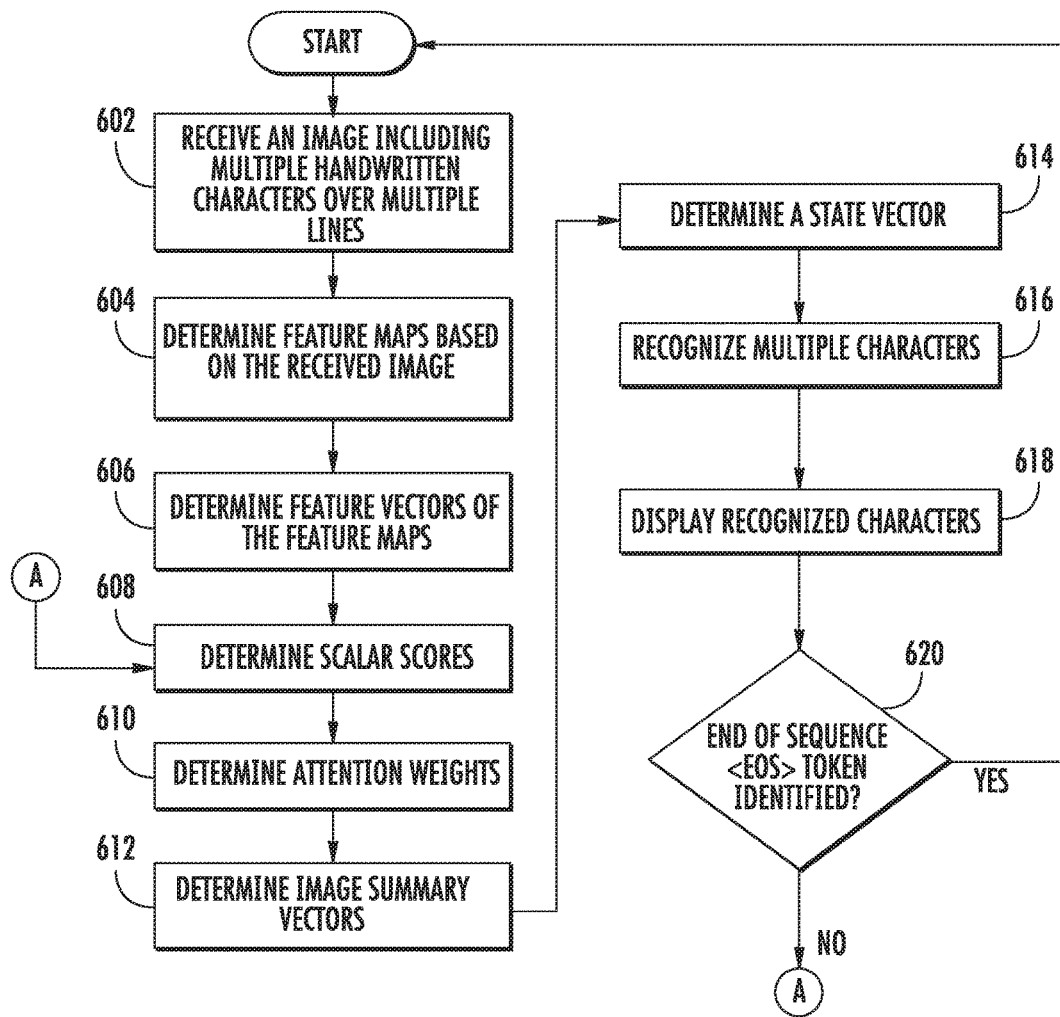 START
602
RECEIVE AN IMAGE INCLUDING
MULTIPLE HANDWRITTEN
CHARACTERS OVER MULTIPLE
LINES
604
DETERMINE FEATURE MAPS BASED
ON THE RECEIVED IMAGE
606
DETERMINE FEATURE VECTORS OF
THE FEATURE MAPS
A
608
DETERMINE SCALAR SCORES
610
DETERMINE ATTENTION WEIGHTS
612
DETERMINE IMAGE SUMMARY
VECTORS
614
DETERMINE A STATE VECTOR
616
RECOGNIZE MULTIPLE CHARACTERS
618
DISPLAY RECOGNIZED CHARACTERS
620
END OF SEQUENCE
<EOS> TOKEN
IDENTIFIED?
YES
NO
A